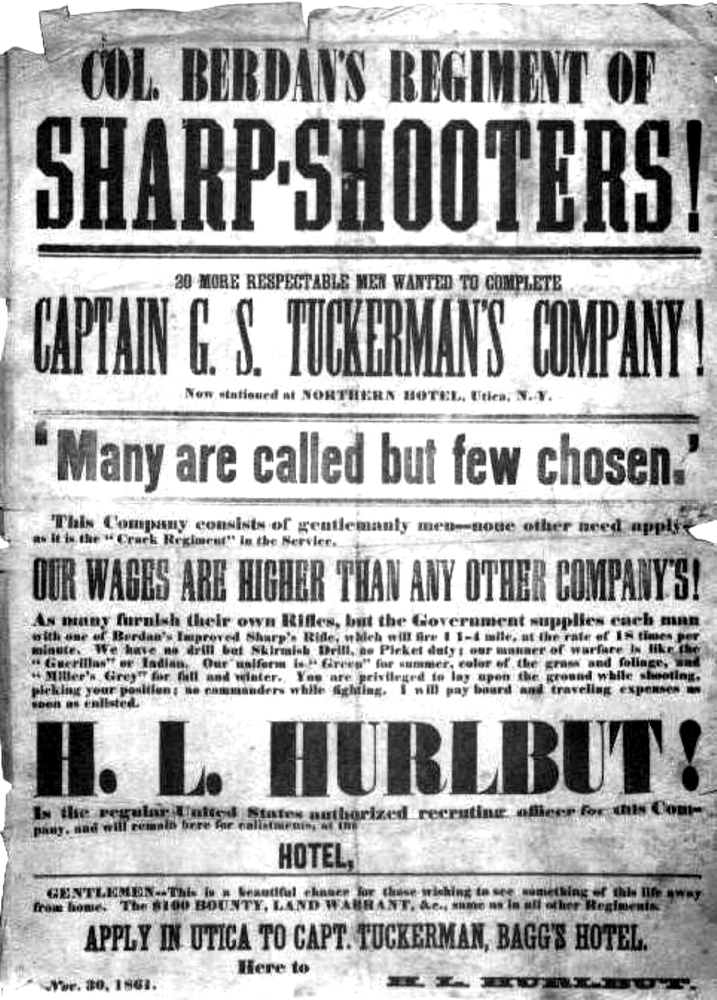 COL. BERDAN'S REGIMENT OF
SHARP-SHOOTERS!
20 MORE RESPECTABLE MEN WANTED TO COMPLETE
CAPTAIN G. S. TUCKERMAN'S COMPANY!
Now stationed at NORTHERN HOTEL, Utica, N. Y.
'Many are called but few chosen.'
This Company consists of gentlemanly men--none other need apply-
as it is the "Crack Regiment" in the Service.
OUR WAGES ARE HIGHER THAN ANY OTHER COMPANY'S!
As many furnish their own Rifles, but the Government supplies each man
with one of Berdan's Improved Sharp's Rifle, which will fire 1 1-4 mile, at the rate of 18 times per
minute. We have no drill but Skirmish Drill, no Picket duty; our manner of warfare is like the
"Guerillas" or Indian. Our uniform is "Green" for summer, color of the grass and foliage, and
"Miller's Grey" for fall and winter. You are privileged to lay upon the ground while shooting,
picking your position; no commanders while fighting. I will pay board and traveling expenses as
soon as enlisted.
H. L. HURLBUT!
Is the regular United States authorized recruting officer for this Com-
pany, and will remain here for enlistments, at the
HOTEL,
GENTLEMEN--This is a beautiful chance for those wishing to see something of this life away
from home. The $100 BOUNTY, LAND WARRANT, &c., same as in all other Regiments.
APPLY IN UTICA TO CAPT. TUCKERMAN, BAGG'S HOTEL.
Here to
Nov. 30, 1861.
H. L. HURLBUT.